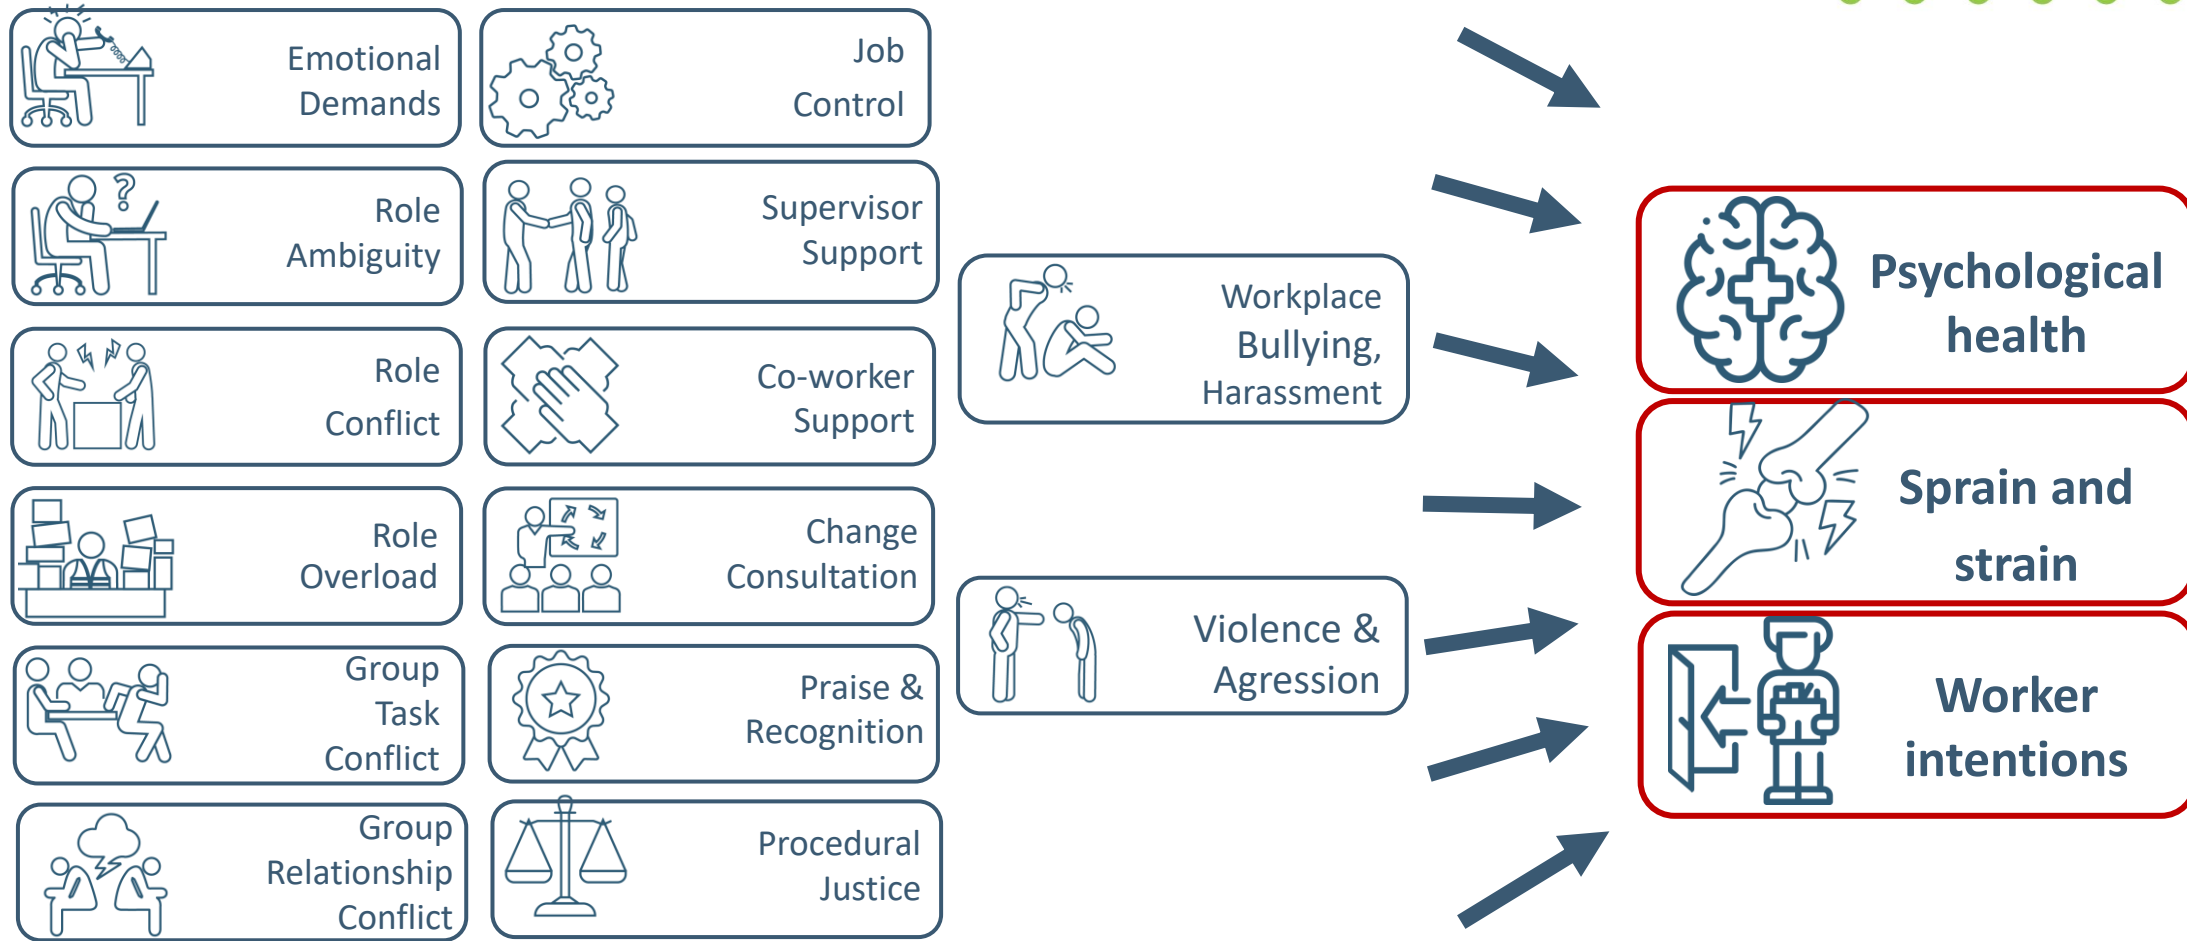 Emotional
Demands
Role
Ambiguity
Role
Conflict
Role
Overload
Group
Task
Conflict
Group
Relationship
Conflict
Job
Control
Supervisor
Support
Co-worker
Support
Change
Consultation
Praise &
Recognition
Procedural
Justice
Workplace
Bullying,
Harassment
Violence &
Agression
Psychological
health
Sprain and
strain
Worker
intentions